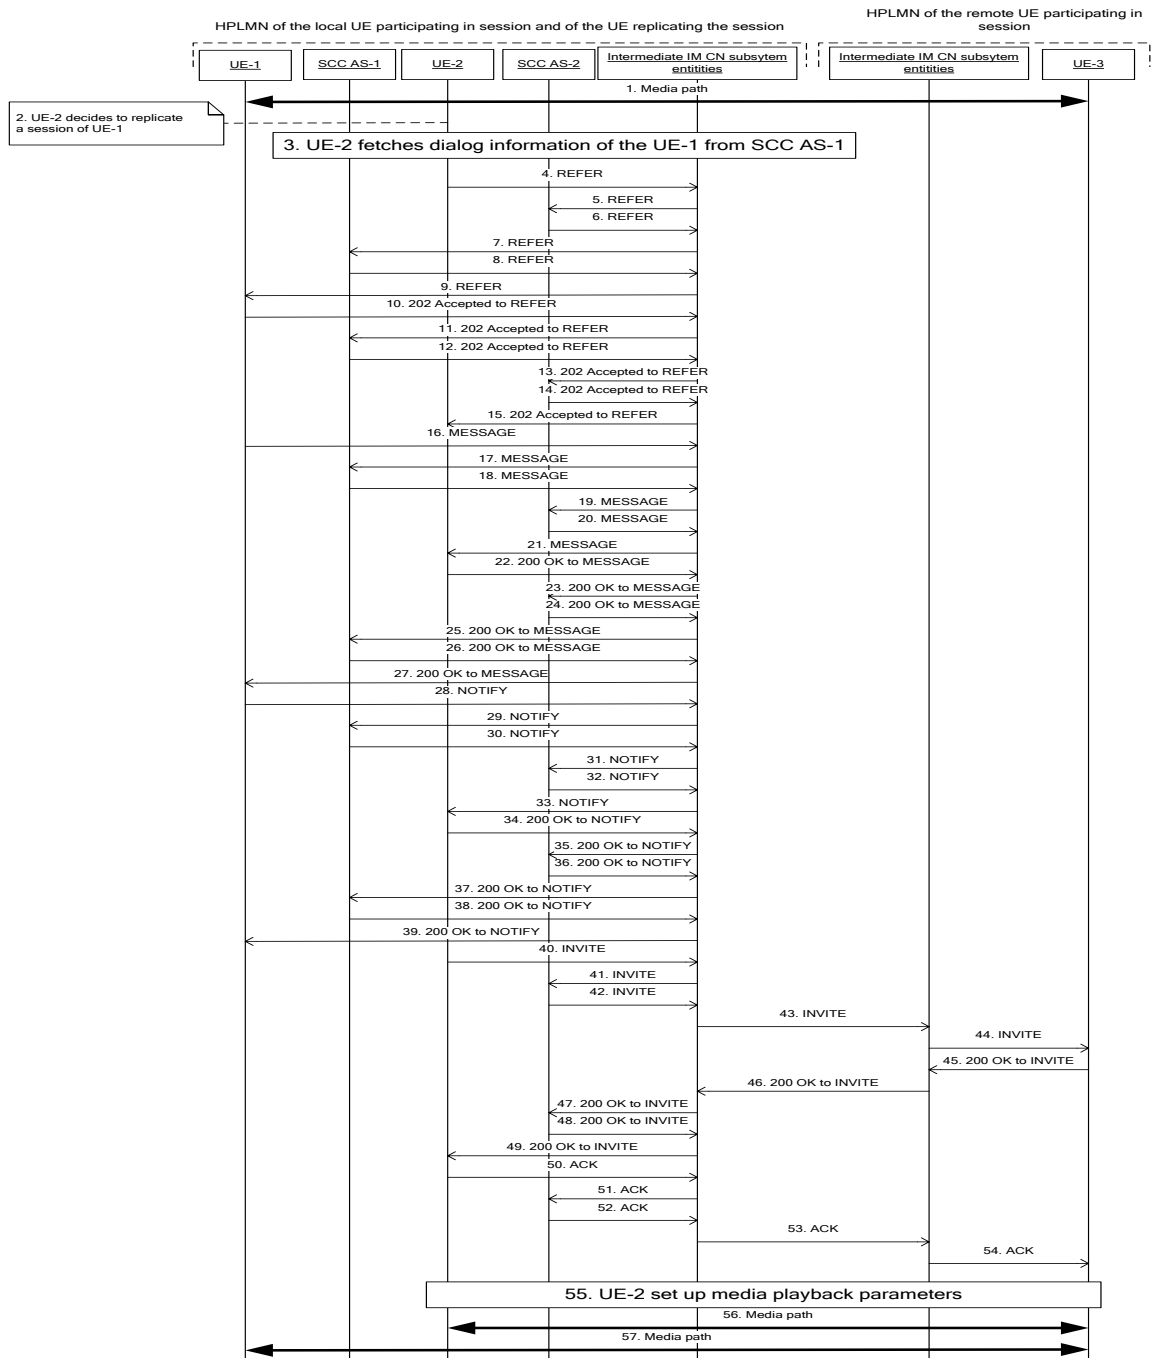 HPLMN of the local UE participating in session and of the UE replicating the session
HPLMN of the remote UE participating in
session
UE-1
SCC AS-1
UE-2
SCC AS-2
Intermediate IM CN subsytem
entitities
Intermediate IM CN subsytem
entitities
UE-3
1. Media path
2. UE-2 decides to replicate
a session of UE-1
3. UE-2 fetches dialog information of the UE-1 from SCC AS-1
4. REFER
5. REFER
6. REFER
7. REFER
8. REFER
9. REFER
10. 202 Accepted to REFER
11. 202 Accepted to REFER
12. 202 Accepted to REFER
13. 202 Accepted to REFER
14. 202 Accepted to REFER
15. 202 Accepted to REFER
16. MESSAGE
17. MESSAGE
18. MESSAGE
19. MESSAGE
20. MESSAGE
21. MESSAGE
22. 200 OK to MESSAGE
23. 200 OK to MESSAGE
24. 200 OK to MESSAGE
25. 200 OK to MESSAGE
26. 200 OK to MESSAGE
27. 200 OK to MESSAGE
28. NOTIFY
29. NOTIFY
30. NOTIFY
31. NOTIFY
32. NOTIFY
33. NOTIFY
34. 200 OK to NOTIFY
35. 200 OK to NOTIFY
36. 200 OK to NOTIFY
37. 200 OK to NOTIFY
38. 200 OK to NOTIFY
39. 200 OK to NOTIFY
40. INVITE
41. INVITE
42. INVITE
43. INVITE
44. INVITE
45. 200 OK to INVITE
46. 200 OK to INVITE
47. 200 OK to INVITE
48. 200 OK to INVITE
49. 200 OK to INVITE
50. ACK
51. ACK
52. ACK
53. ACK
54. ACK
55. UE-2 set up media playback parameters
56. Media path
57. Media path